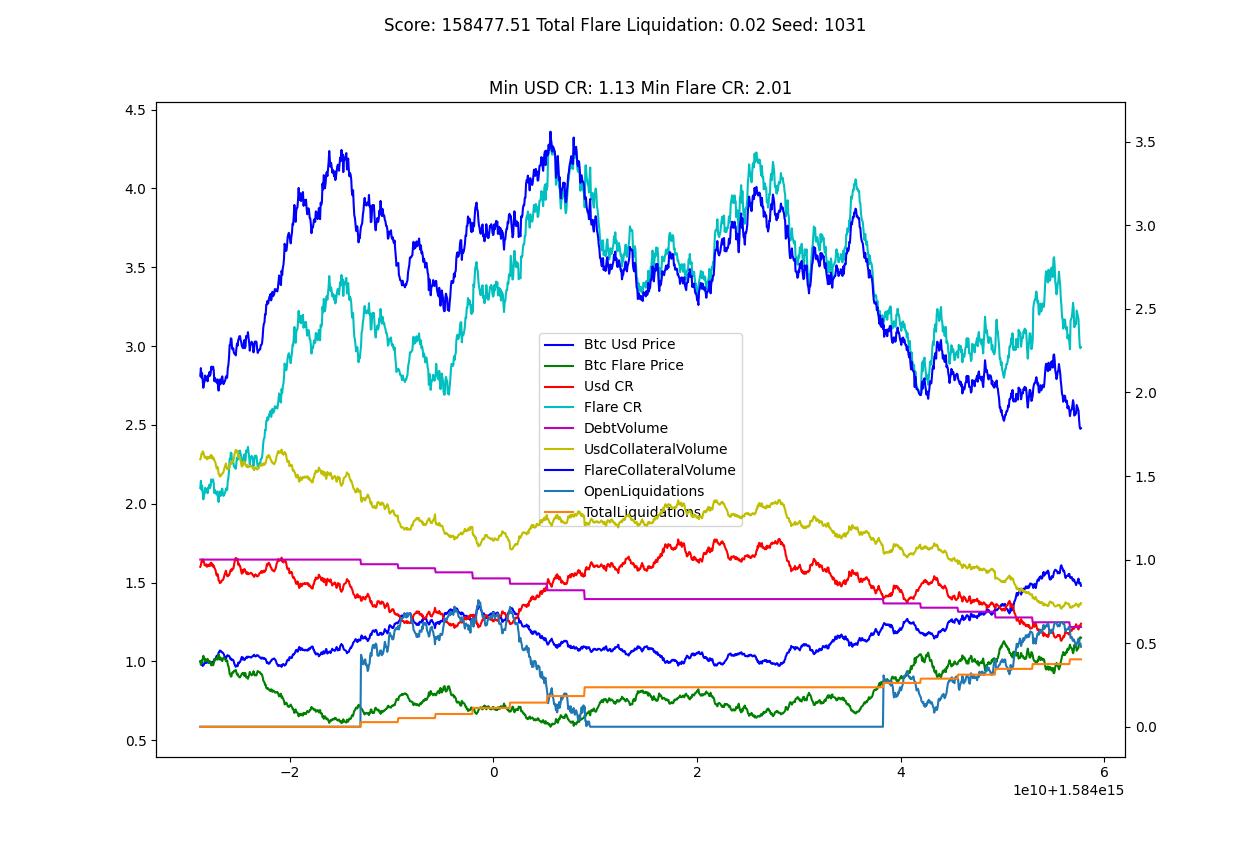 Score: 158477.51 Total Flare Liquidation: 0.02 Seed: 1031
Min USD CR: 1.13 Min Flare CR: 2.01
4.5
4.0
3.5
3.0
2.5
2.0
1.5
1.0
0.5
3.5
3.0
2.5
2.0
1.5
1.0
0.5
0.0
Btc Usd Price
Btc Flare Price
Usd CR
Flare CR
DebtVolume
UsdCollateralVolume
FlareCollateralVolume
OpenLiquidations
TotalLiquidations
−2 0 2 4 6
1e10+1.584e15